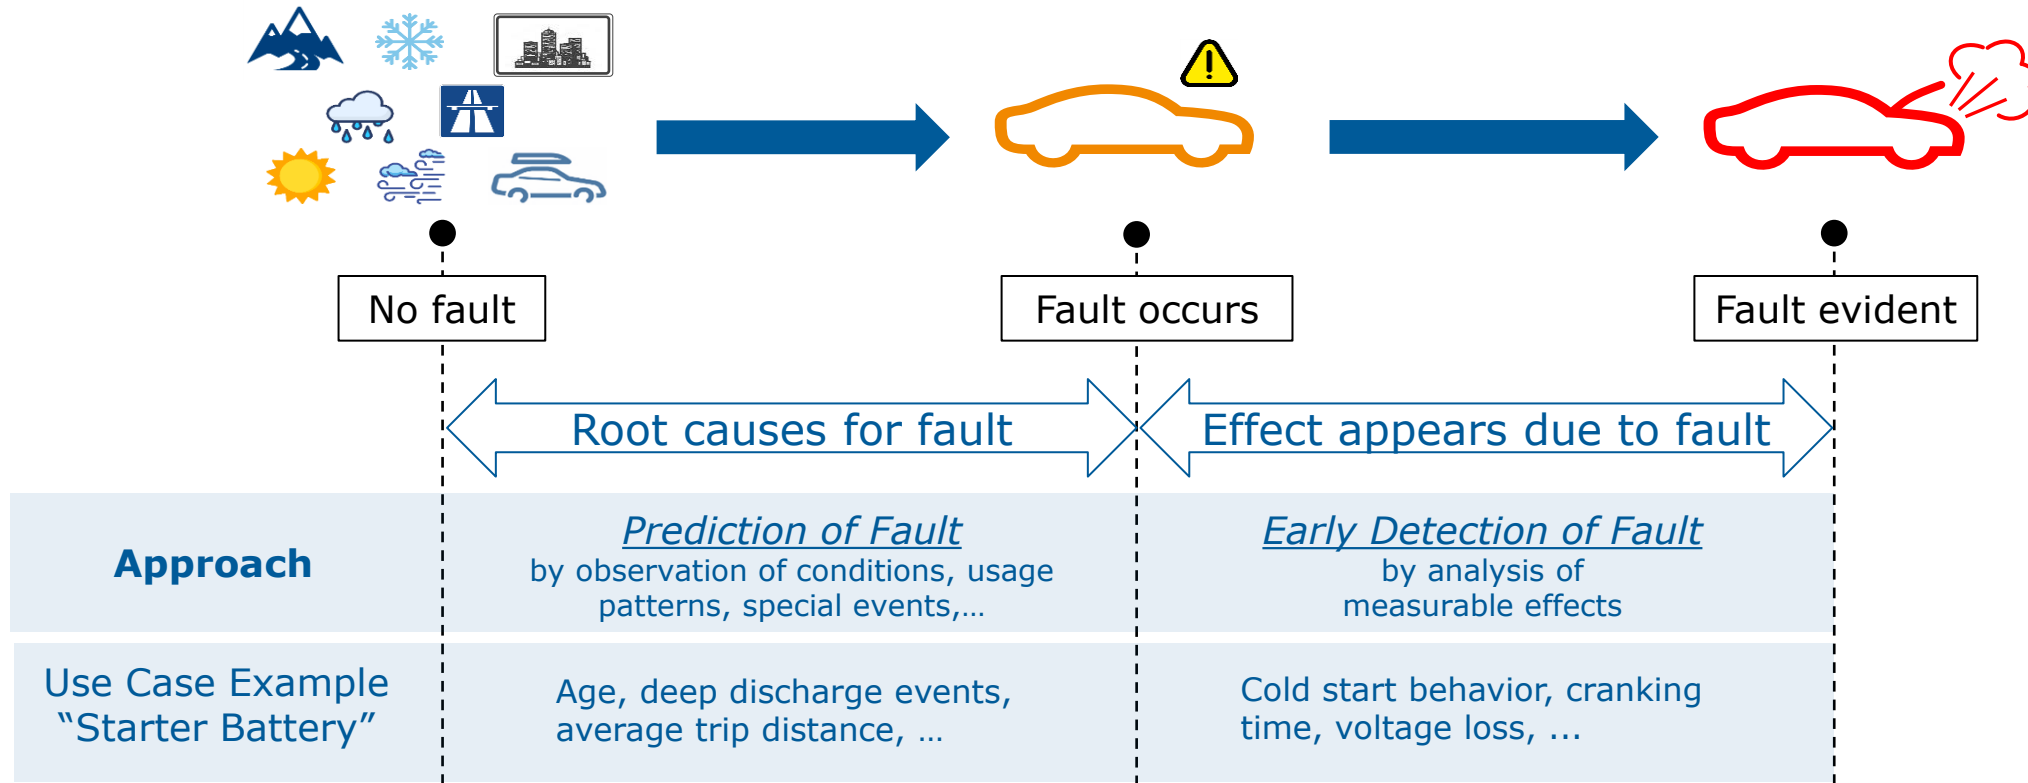 No fault
Fault occurs
Fault evident
Root causes for fault
Effect appears due to fault
Approach
Prediction of Fault
by observation of conditions, usage
patterns, special events,...
Early Detection of Fault
by analysis of
measurable effects
Use Case Example
“Starter Battery”
Age, deep discharge events,
average trip distance, ...
Cold start behavior, cranking
time, voltage loss, ...